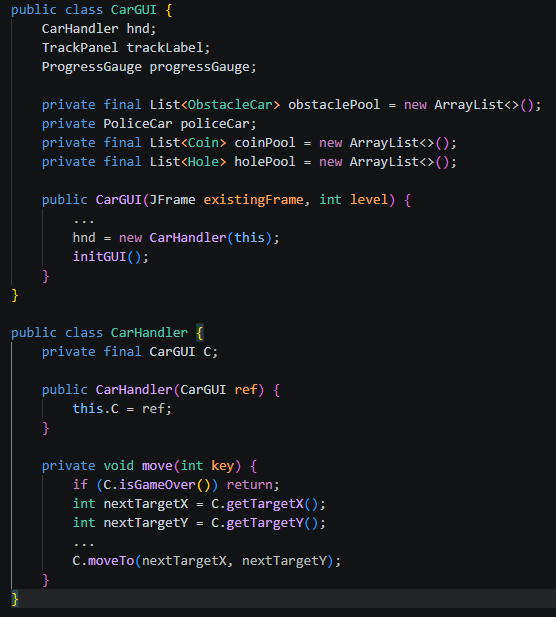 public class CarGUI {
    CarHandler hnd;
    TrackPanel trackLabel;
    ProgressGauge progressGauge;

    private final List<ObstacleCar> obstaclePool = new ArrayList<>();
    private PoliceCar policeCar;
    private final List<Coin> coinPool = new ArrayList<>();
    private final List<Hole> holePool = new ArrayList<>();

    public CarGUI(JFrame existingFrame, int level) {
        ...
        hnd = new CarHandler(this);
        initGUI();
    }
}

public class CarHandler {
    private final CarGUI C;

    public CarHandler(CarGUI ref) {
        this.C = ref;
    }

    private void move(int key) {
        if (C.isGameOver()) return;
        int nextTargetX = C.getTargetX();
        int nextTargetY = C.getTargetY();
        ...
        C.moveTo(nextTargetX, nextTargetY);
    }
}